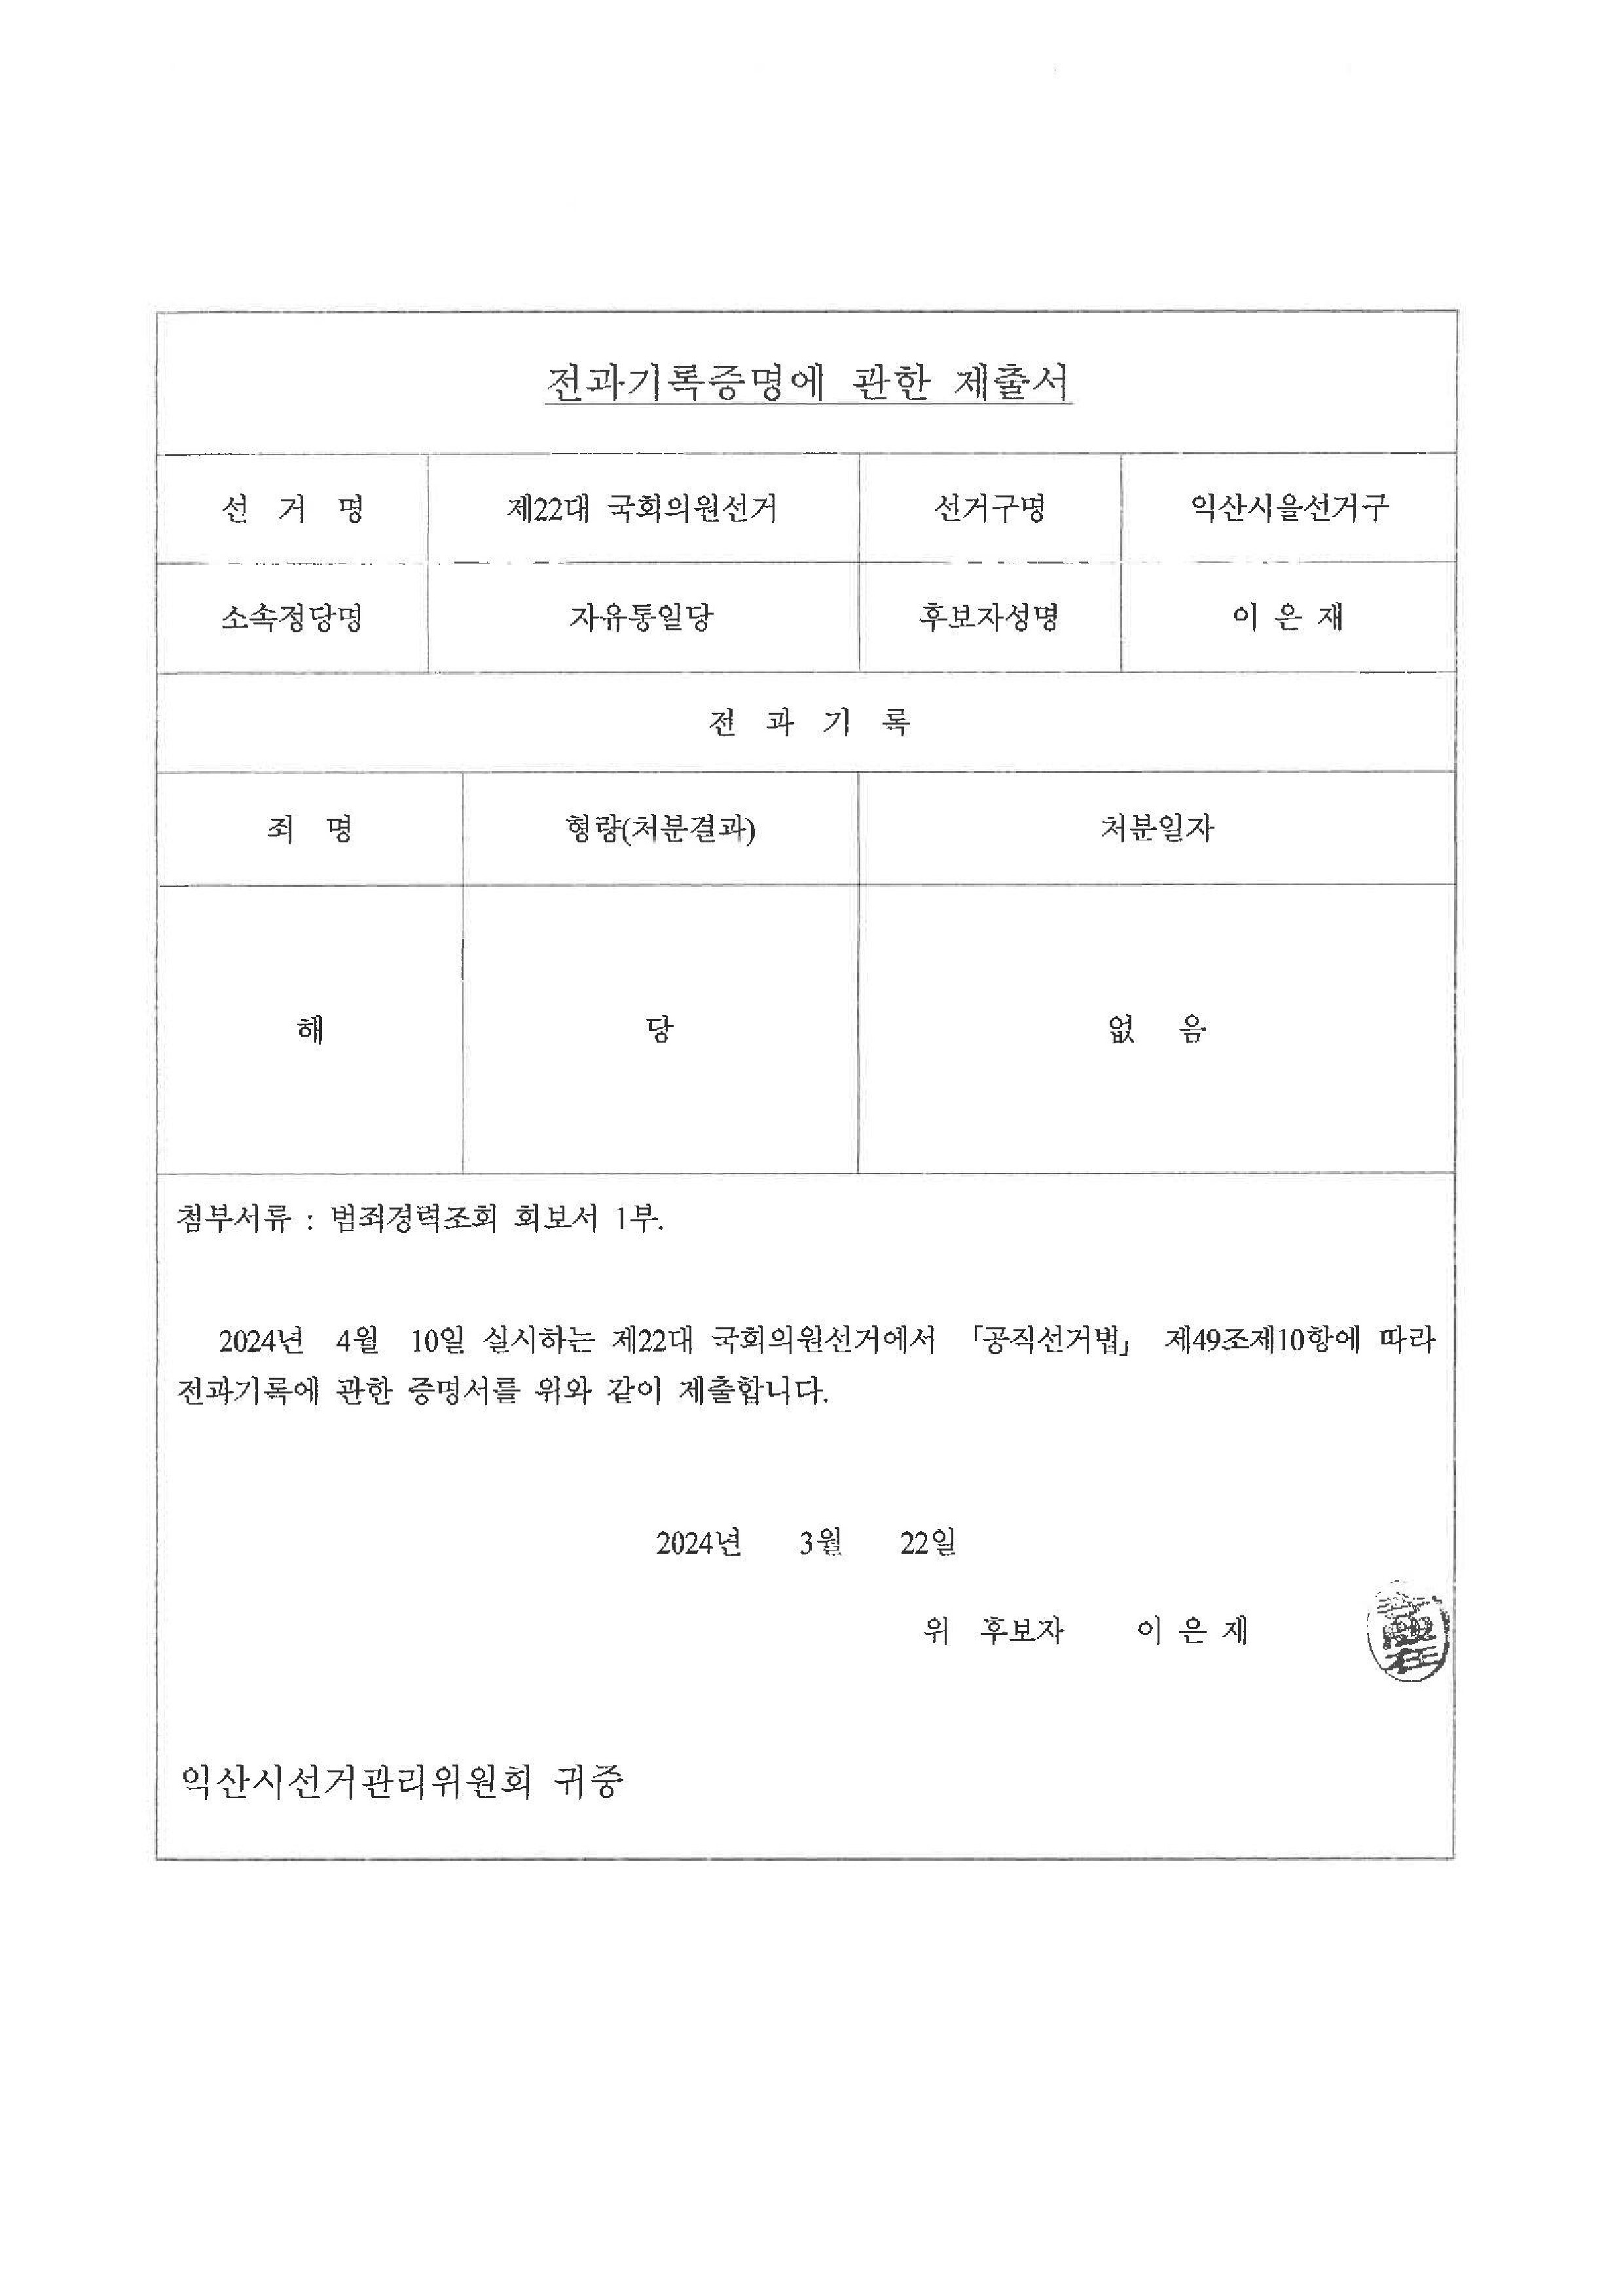 전과기록증명에 관한 제출서
선 거 명 제22대 국회의원선거 선거구명 익산시을선거구
소속정당명 자유통일당 후보자성명 이 은 재
전 과 기 록
죄 명 형량(처분결과) 처분일자
해 당 없 음
첨부서류 : 범죄경력조회 회보서 1부.
2024년 4월 10일 실시하는 제22대 국회의원선거에서 「공직선거법」 제49조제10항에 따라
전과기록에 관한 증명서를 위와 같이 제출합니다.
2024년 3월 22일
위 후보자 이 은 재
익산시선거관리위원회 귀중